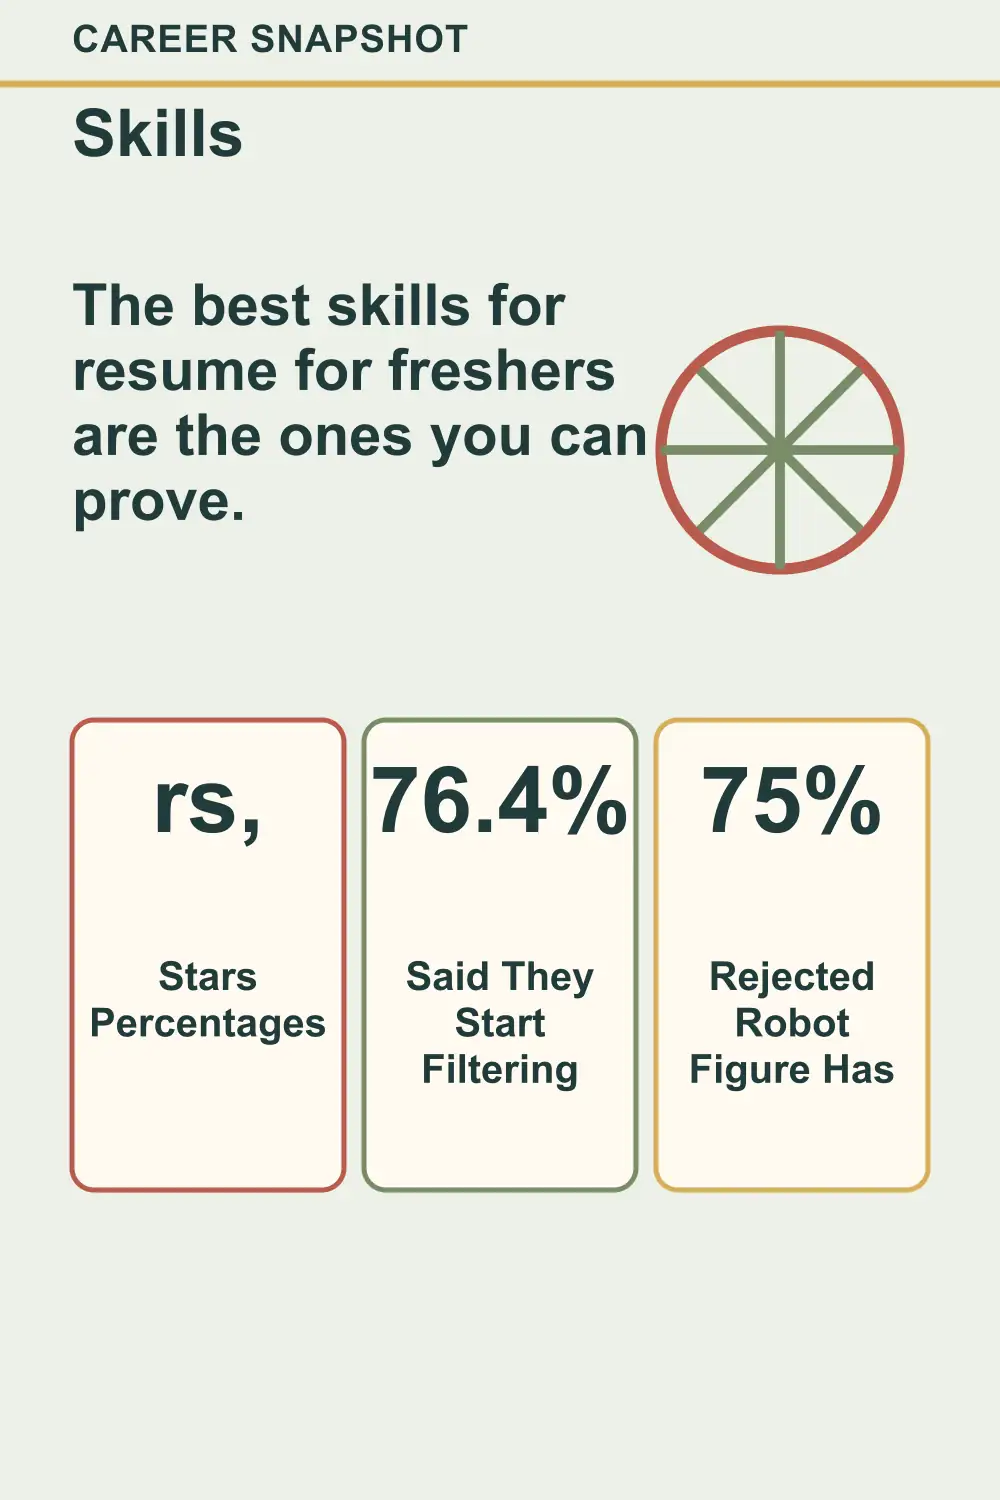 CAREER SNAPSHOT
Skills
The best skills for
resume for freshers
are the ones you can
prove.
rs,
Stars
Percentages
76.4%
Said They
Start
Filtering
75%
Rejected
Robot
Figure Has